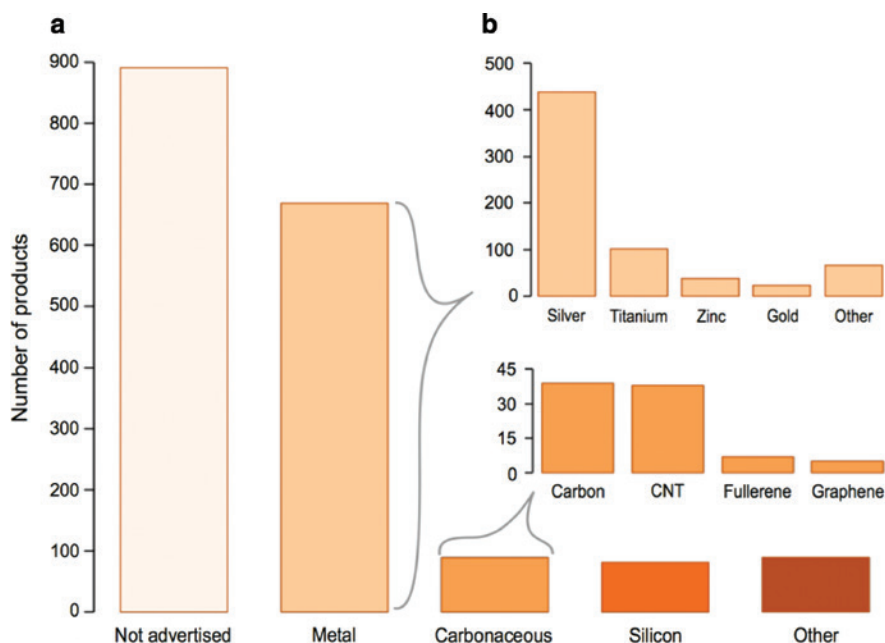 a
b
Number of products
900
800
700
600
500
400
300
200
100
0
Not advertised
Metal
Carbonaceous
Silicon
Other
500
400
300
200
100
0
Silver
Titanium
Zinc
Gold
Other
45
30
15
0
Carbon
CNT
Fullerene
Graphene